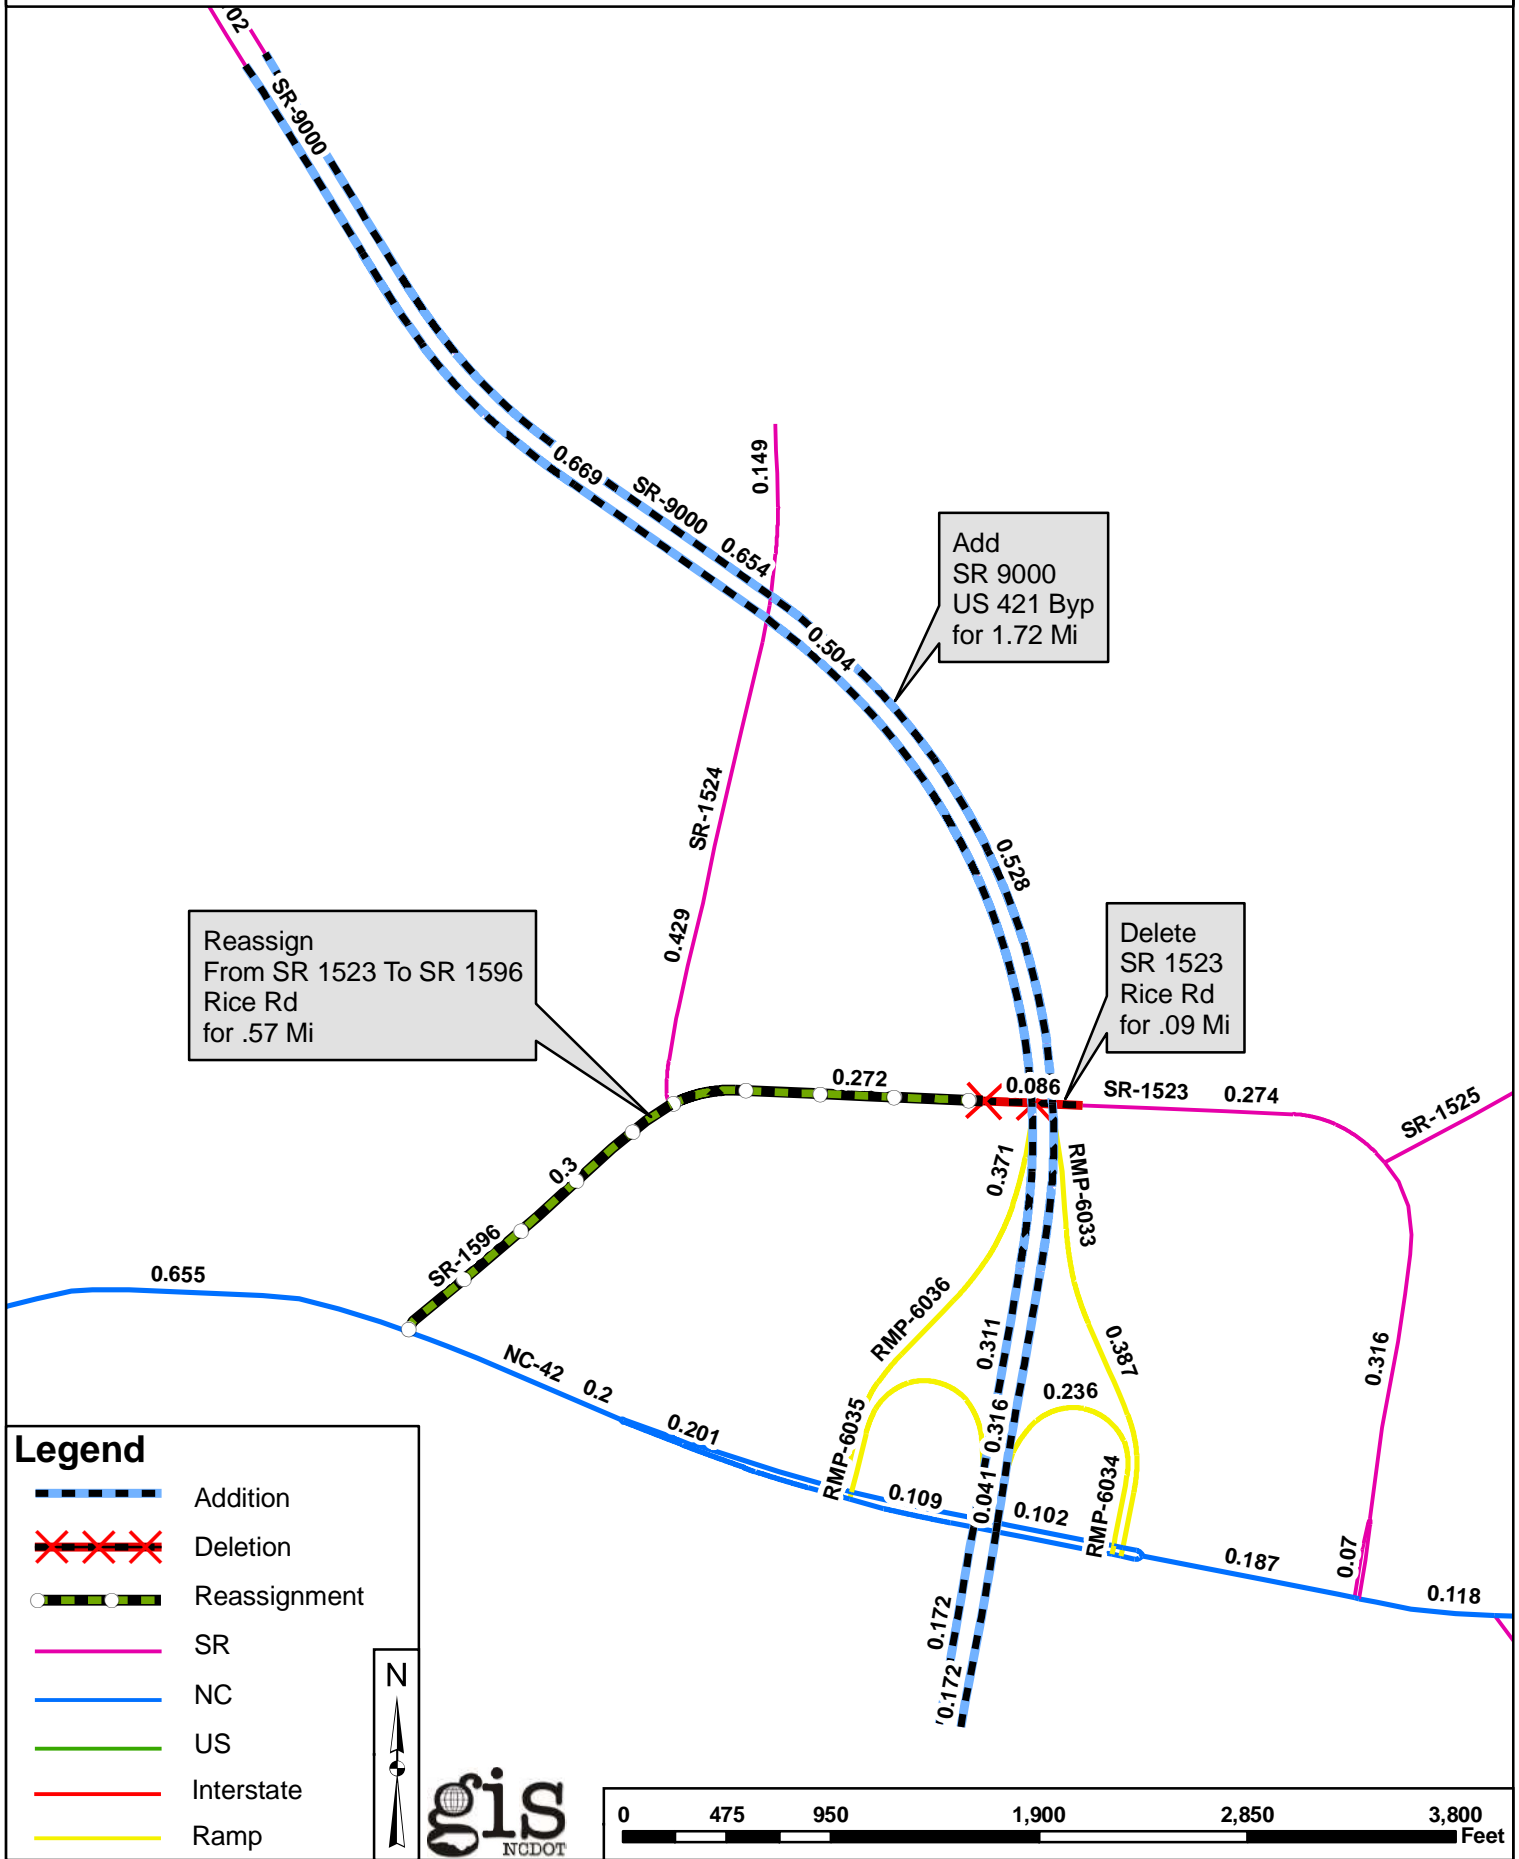 02
SR-9000
0.149
0.669
SR-9000
0.654
Add
SR 9000
US 421 Byp
for 1.72 Mi
0.504
SR-1524
0.528
0.429
Reassign
From SR 1523 To SR 1596
Rice Rd
for .57 Mi
Delete
SR 1523
Rice Rd
for .09 Mi
0.272
0.086
SR-1523
0.274
SR-1525
0.3
0.371
RMP-6033
SR-1596
0.655
RMP-6036
0.311
0.387
0.316
NC-42
0.2
0.236
0.201
RMP-6035
0.316
0.109
0.041
0.102
RMP-6034
0.187
0.07
0.118
0.172
0.172
Legend
Addition
Deletion
Reassignment
SR
NC
US
Interstate
Ramp
N
gis
NCDOT
0 475 950 1,900 2,850 3,800
Feet